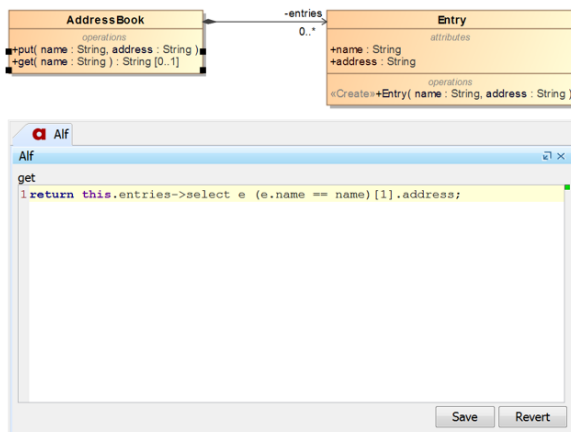 AddressBook
operations
+put( name : String, address : String )
+get( name : String ) : String [0..1]
-entries
0..*
Entry
attributes
+name : String
+address : String
operations
«Create»+Entry( name : String, address : String )
a Alf
Alf
get
1 return this.entries->select e (e.name == name)[1].address;
Save Revert